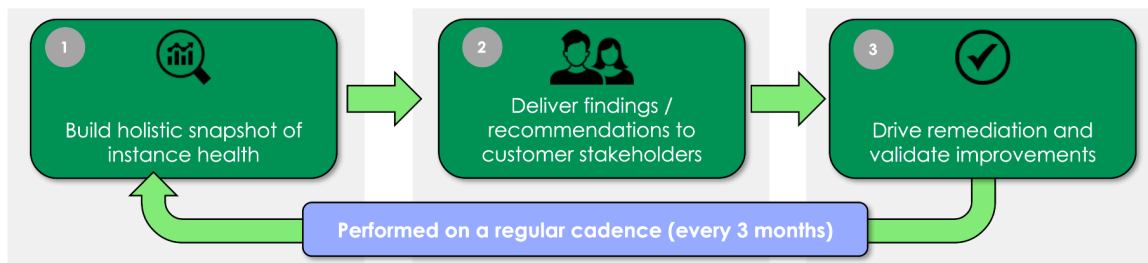 1
Build holistic snapshot of
instance health
2
Deliver findings /
recommendations to
customer stakeholders
3
Drive remediation and
validate improvements
Performed on a regular cadence (every 3 months)